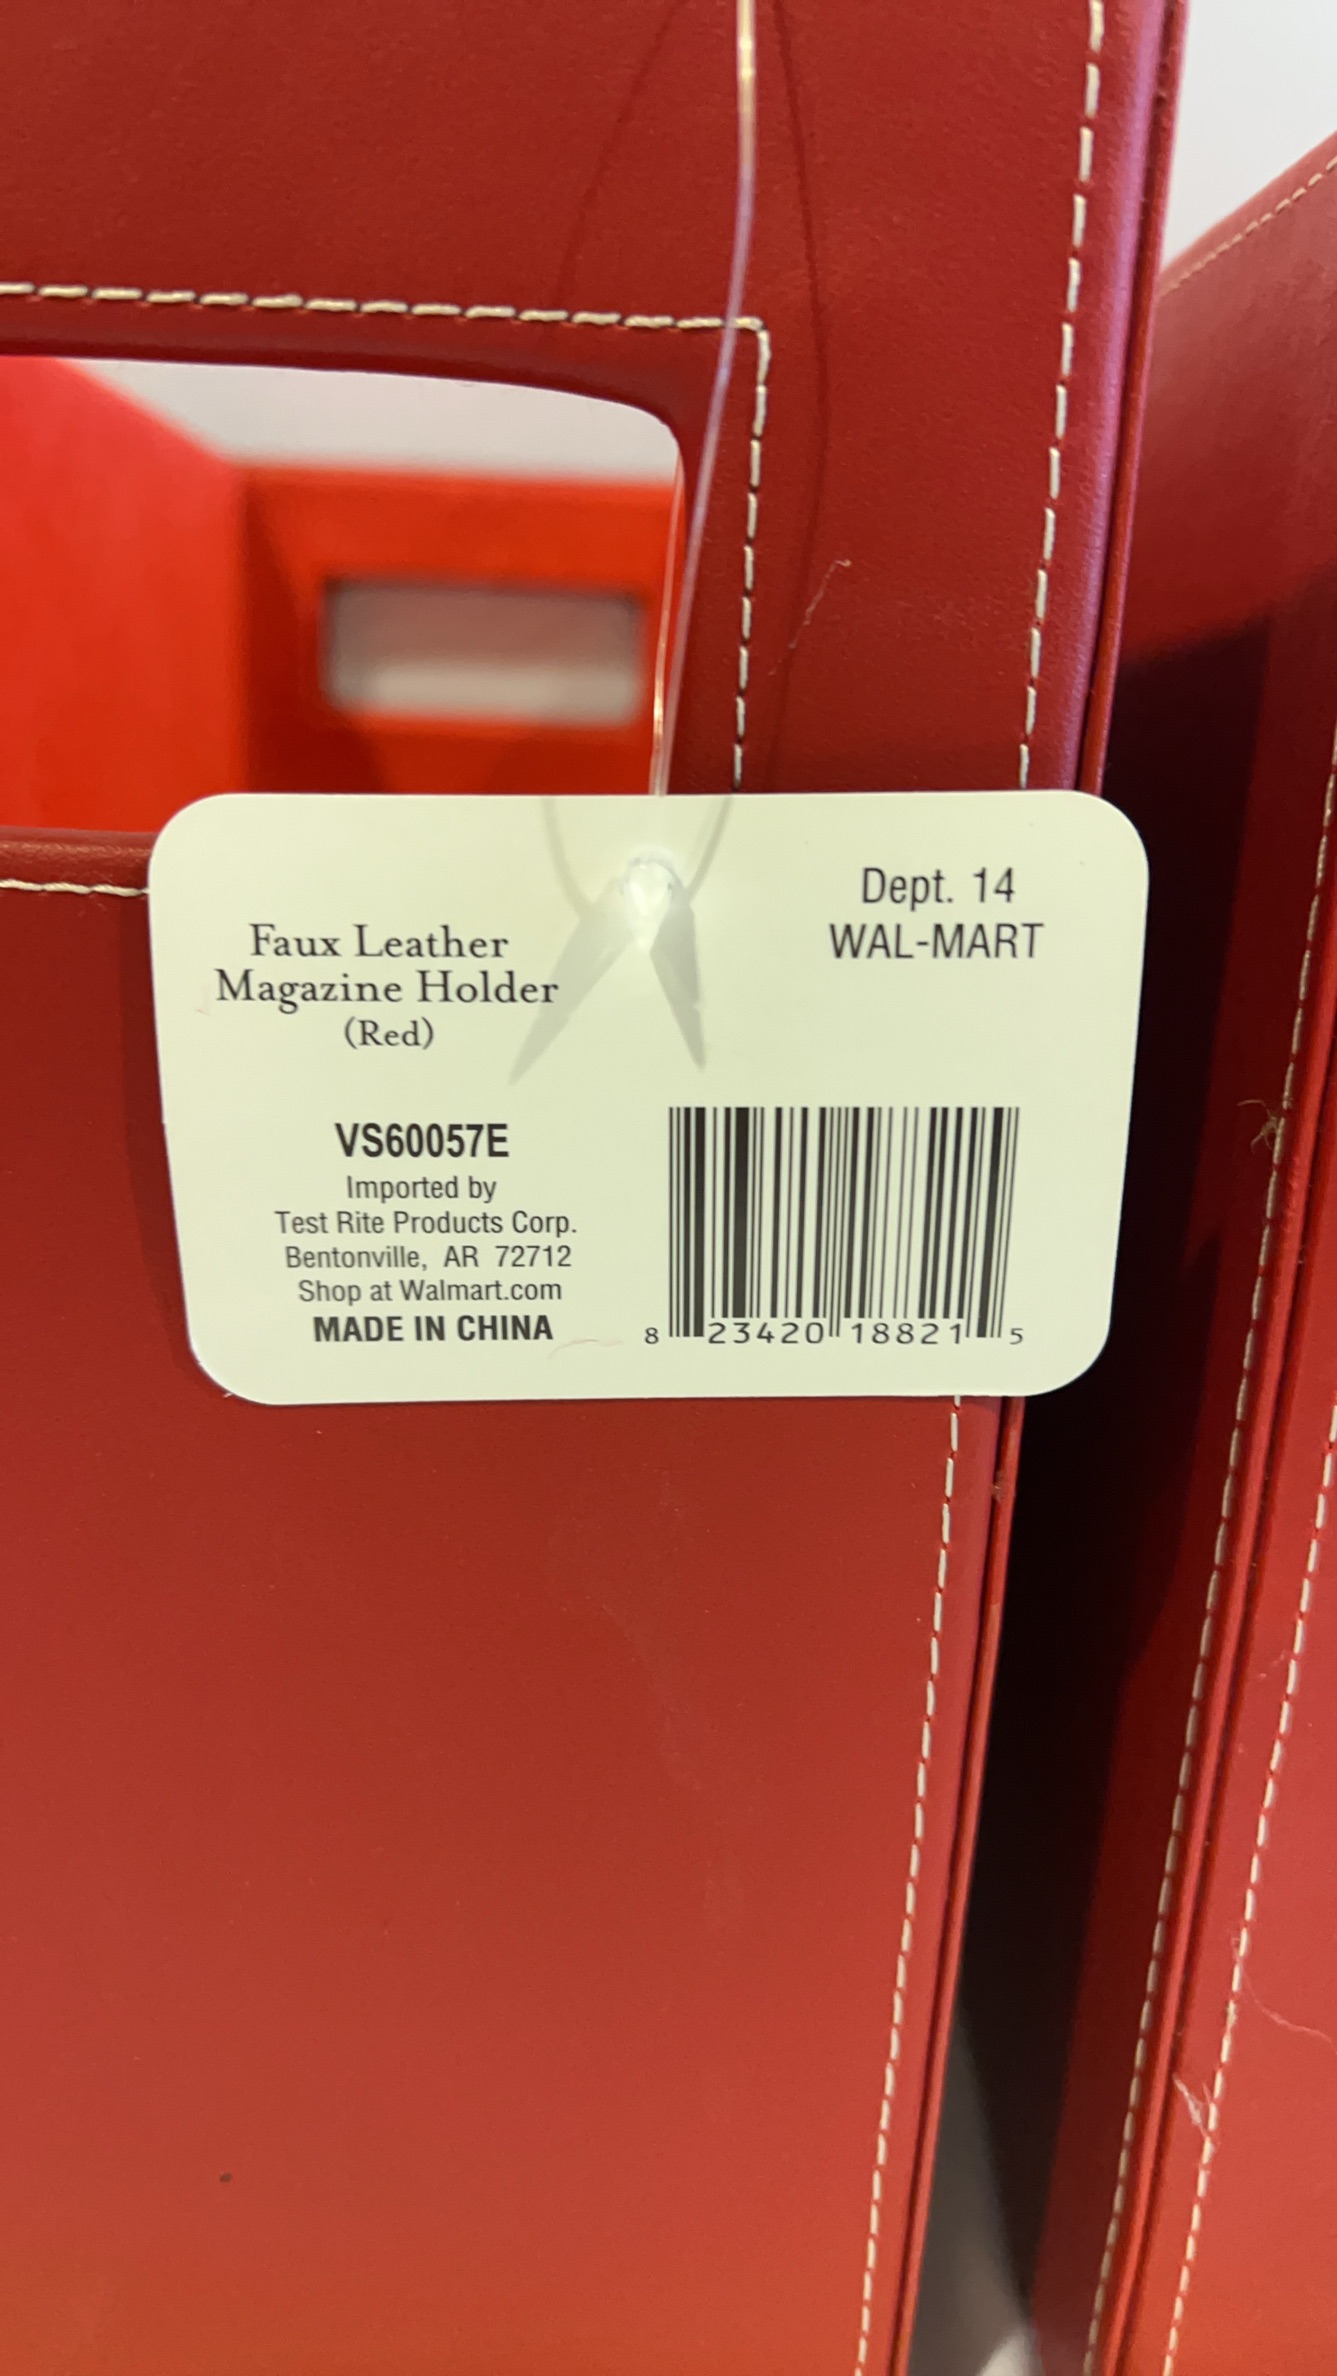 Faux Leather
Magazine Holder
(Red)
Dept. 14
WAL-MART
VS60057E
Imported by
Test Rite Products Corp.
Bentonville, AR 72712
Shop at Walmart.com
MADE IN CHINA
8 23420 18821 5